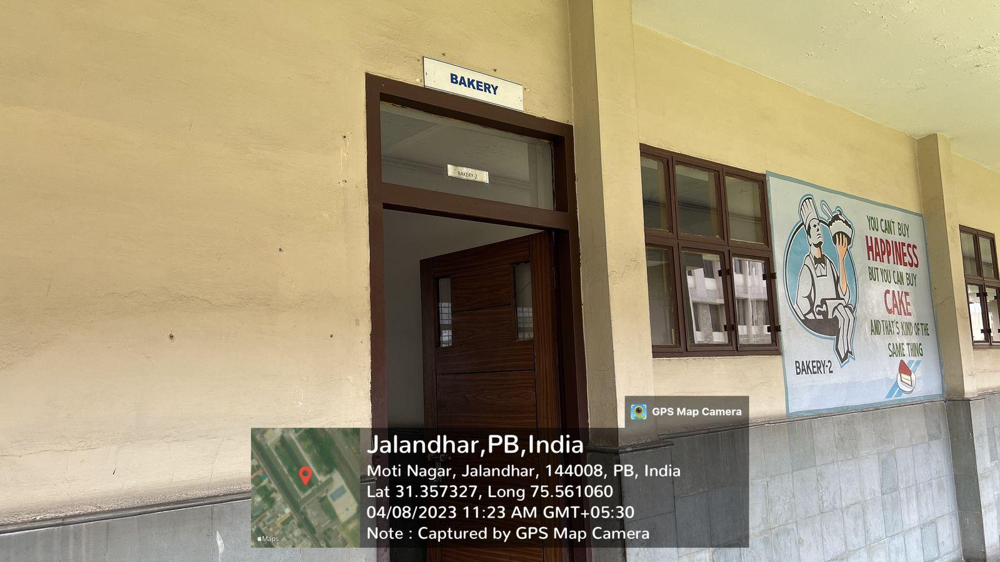 BAKERY
BAKERY-2
YOU CAN'T BUY
HAPPINESS
BUT YOU CAN BUY
CAKE
AND THAT'S KIND OF THE
SAME THING
BAKERY-2
GPS Map Camera
Jalandhar,PB,India
Moti Nagar, Jalandhar, 144008, PB, India
Lat 31.357327, Long 75.561060
04/08/2023 11:23 AM GMT+05:30
Note : Captured by GPS Map Camera
Maps